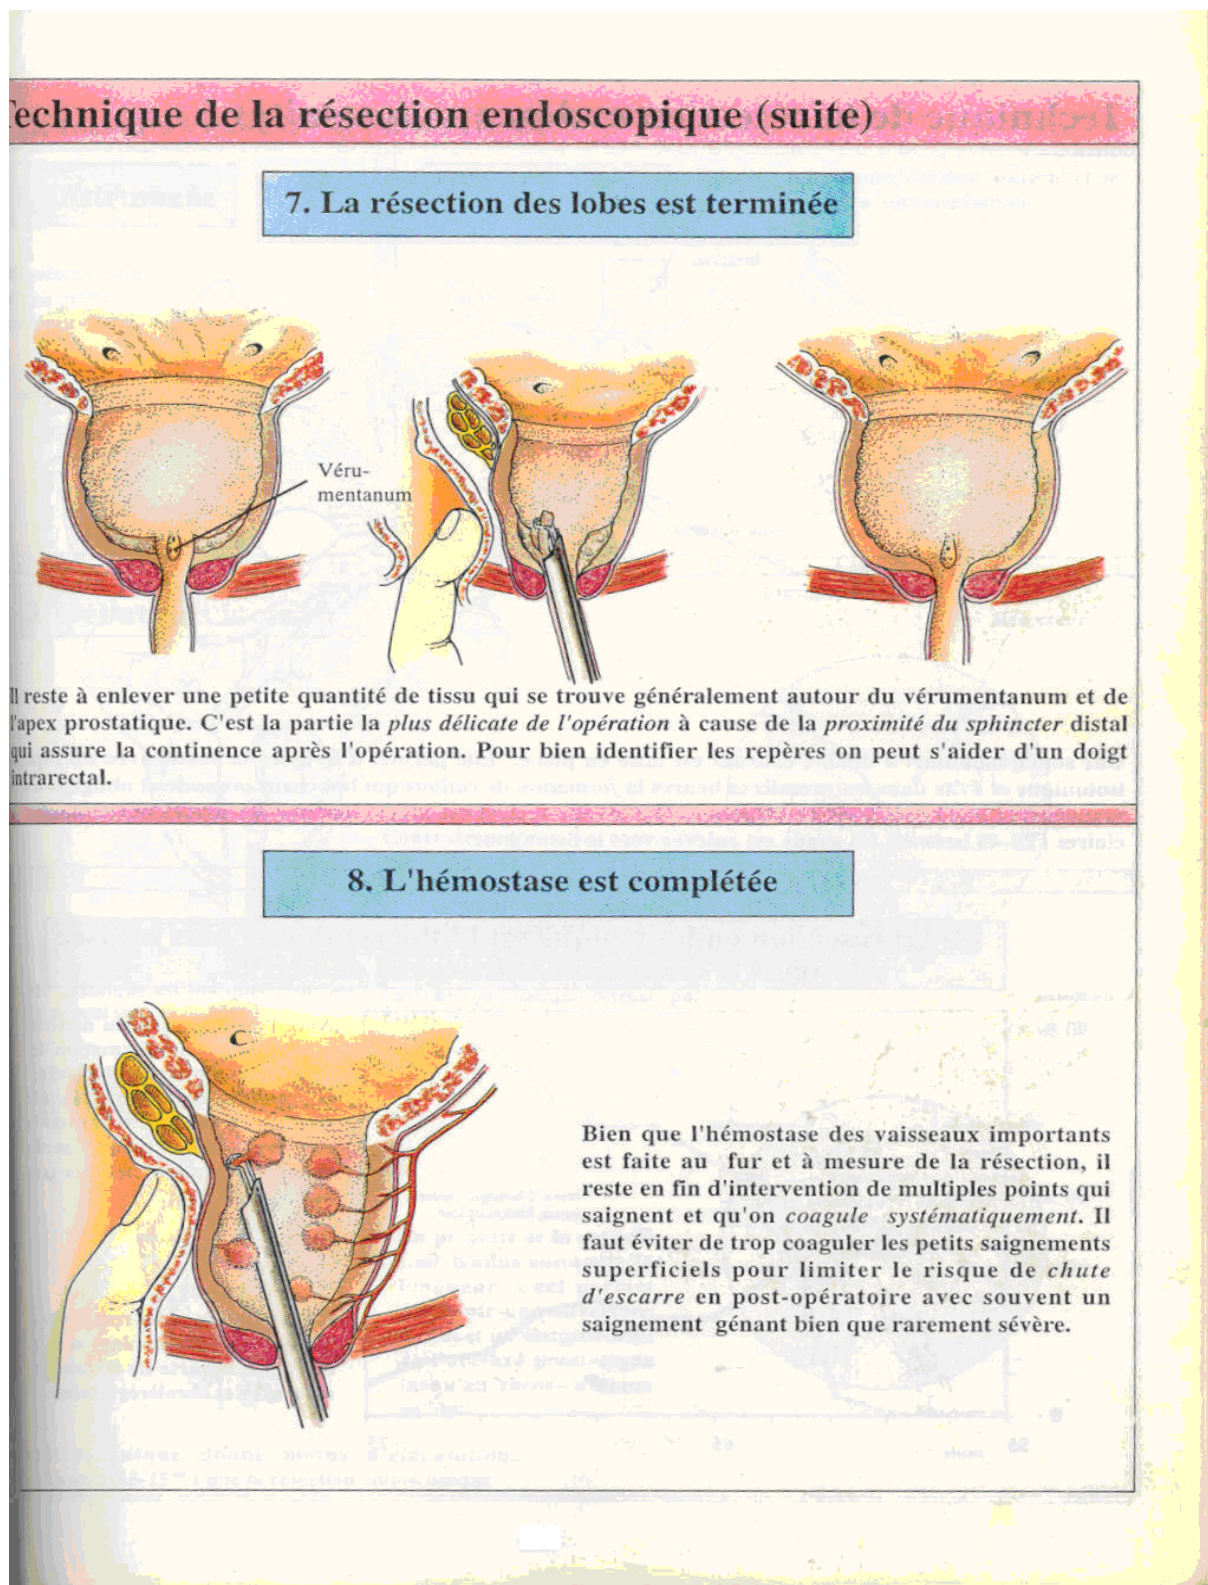 Technique de la résection endoscopique (suite)
7. La résection des lobes est terminée
Véru-
mentanum
Il reste à enlever une petite quantité de tissu qui se trouve généralement autour du vérumentanum et de
l'apex prostatique. C'est la partie la plus délicate de l'opération à cause de la proximité du sphincter distal
qui assure la continence après l'opération. Pour bien identifier les repères on peut s'aider d'un doigt
intrarectal.
8. L'hémostase est complétée
Bien que l'hémostase des vaisseaux importants
est faite au fur et à mesure de la résection, il
reste en fin d'intervention de multiples points qui
saignent et qu'on coagule systématiquement. Il
faut éviter de trop coaguler les petits saignements
superficiels pour limiter le risque de chute
d'escarre en post-opératoire avec souvent un
saignement génant bien que rarement sévère.